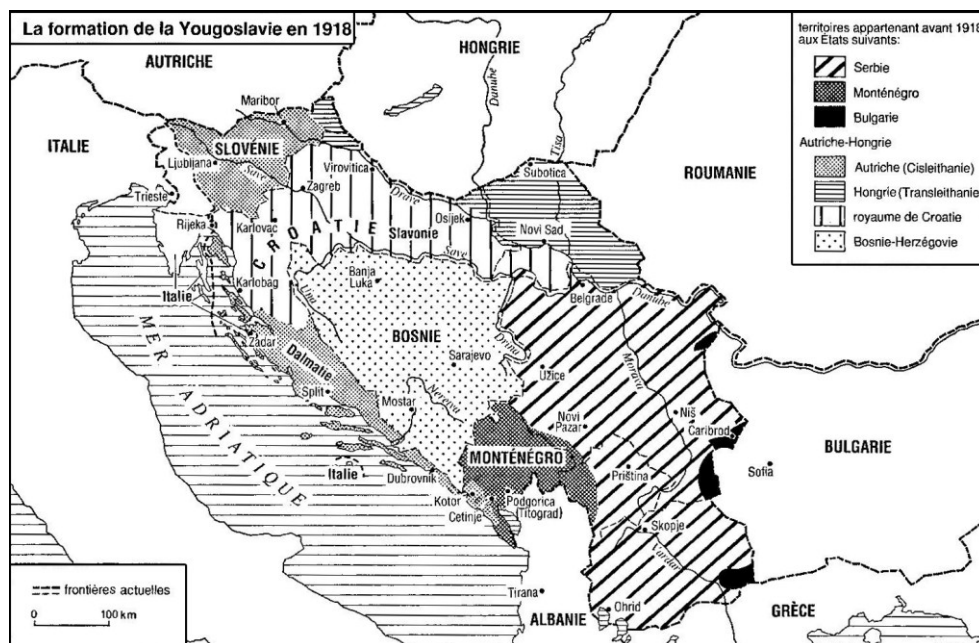 La formation de la Yougoslavie en 1918
territoires appartenant avant 1918
aux États suivants:
Serbie
Monténégro
Bulgarie
Autriche-Hongrie
Autriche (Cisleithanie)
Hongrie (Transleithanie)
royaume de Croatie
Bosnie-Herzégovie
HONGRIE
AUTRICHE
Danube
Tisa
Maribor
ITALIE
SLOVÉNIE
ROUMANIE
Ljubljana
Save
Virovitica
Subotica
Zagreb
Drave
Trieste
Osijek
Rijeka
Karlovac
CROATIE
Slavonie
Novi Sad
Save
Banja
Luka
Karlobag
Belgrade
Danube
Italie
Una
Drina
BOSNIE
Zadar
Morava
MER ADRIATIQUE
Dalmatie
Sarajevo
Užice
Split
Mostar
Neretva
Novi
Pazar
Niš
Caribrod
BULGARIE
MONTÉNÉGRO
Sofia
Italie
Dubrovnik
Priština
Kotor
Podgorica
(Titograd)
Cetinje
Skopje
Vardar
frontières actuelles
0 100 km
Tirana
ALBANIE
Ohrid
GRÈCE